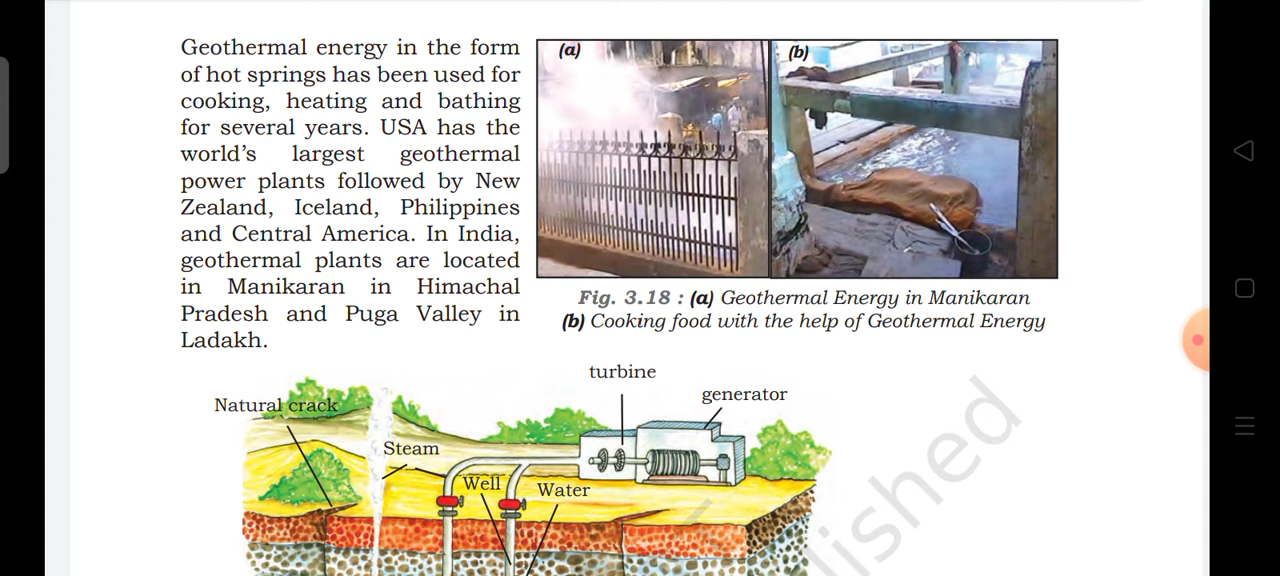 Geothermal energy in the form
of hot springs has been used for
cooking, heating and bathing
for several years. USA has the
world's largest geothermal
power plants followed by New
Zealand, Iceland, Philippines
and Central America. In India,
geothermal plants are located
in Manikaran in Himachal
Pradesh and Puga Valley in
Ladakh.
(a)
(b)
Fig. 3.18 : (a) Geothermal Energy in Manikaran
(b) Cooking food with the help of Geothermal Energy
turbine
generator
Natural crack
Steam
Well
Water